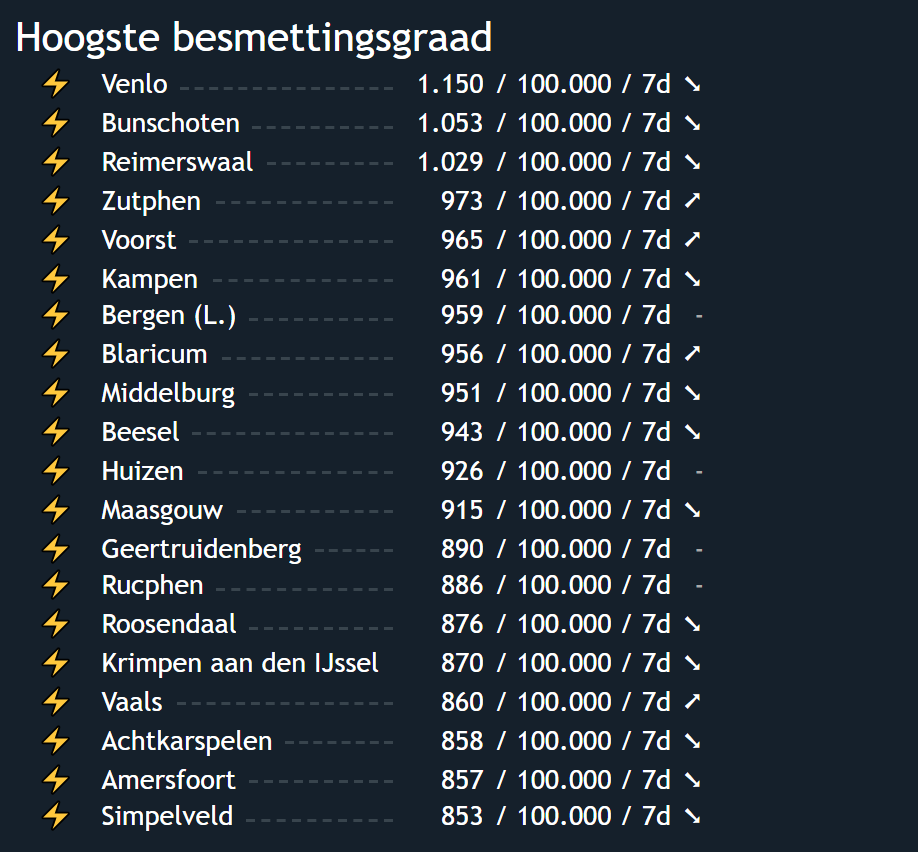 Hoogste besmettingsgraad
⚡ Venlo 1.150 / 100.000 / 7d ➘
⚡ Bunschoten 1.053 / 100.000 / 7d ➘
⚡ Reimerswaal 1.029 / 100.000 / 7d ➘
⚡ Zutphen 973 / 100.000 / 7d ➚
⚡ Voorst 965 / 100.000 / 7d ➚
⚡ Kampen 961 / 100.000 / 7d ➘
⚡ Bergen (L.) 959 / 100.000 / 7d -
⚡ Blaricum 956 / 100.000 / 7d ➚
⚡ Middelburg 951 / 100.000 / 7d ➘
⚡ Beesel 943 / 100.000 / 7d ➘
⚡ Huizen 926 / 100.000 / 7d -
⚡ Maasgouw 915 / 100.000 / 7d ➘
⚡ Geertruidenberg 890 / 100.000 / 7d -
⚡ Rucphen 886 / 100.000 / 7d -
⚡ Roosendaal 876 / 100.000 / 7d ➘
⚡ Krimpen aan den IJssel 870 / 100.000 / 7d ➘
⚡ Vaals 860 / 100.000 / 7d ➚
⚡ Achtkarspelen 858 / 100.000 / 7d ➘
⚡ Amersfoort 857 / 100.000 / 7d ➘
⚡ Simpelveld 853 / 100.000 / 7d ➘